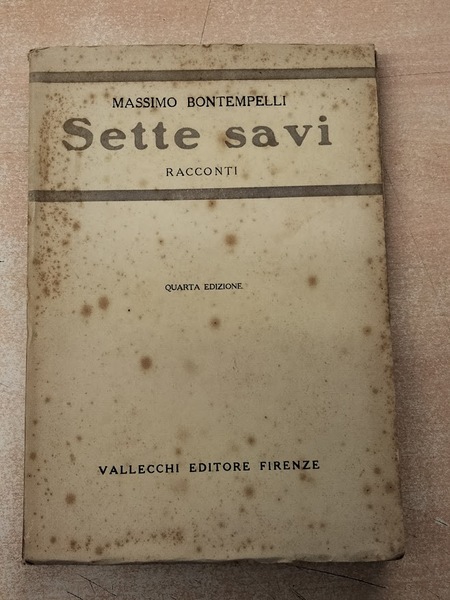 MASSIMO BONTEMPELLI
Sette savi
RACCONTI
QUARTA EDIZIONE
VALLECCHI EDITORE FIRENZE